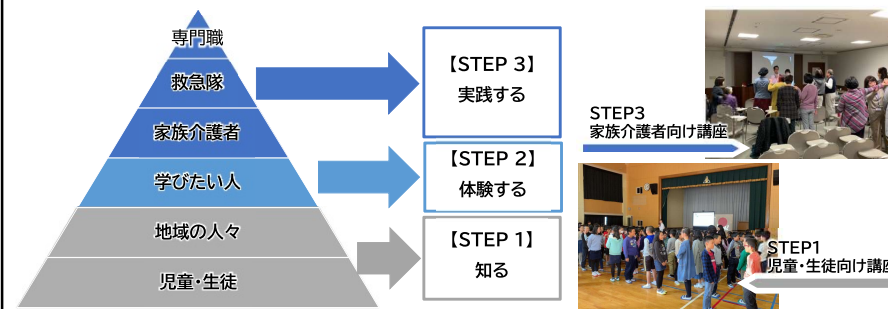 専門職
救急隊
家族介護者
学びたい人
地域の人々
児童・生徒
【STEP 3】
実践する
【STEP 2】
体験する
【STEP 1】
知る
STEP3
家族介護者向け講座
STEP1
児童・生徒向け講座